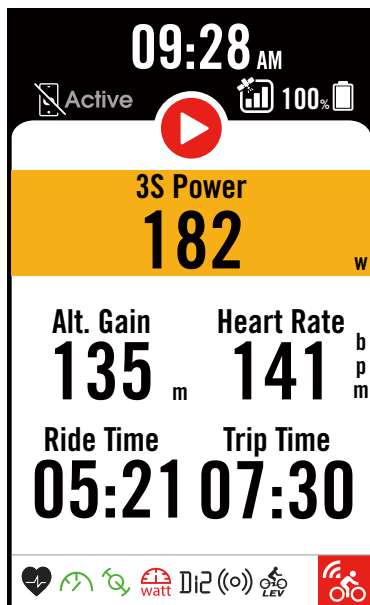 09:28 AM
Active
100%
3S Power
182 w
Alt. Gain
Heart Rate
135 m
141 bpm
Ride Time
Trip Time
05:21
07:30
watt
Di2
LEV